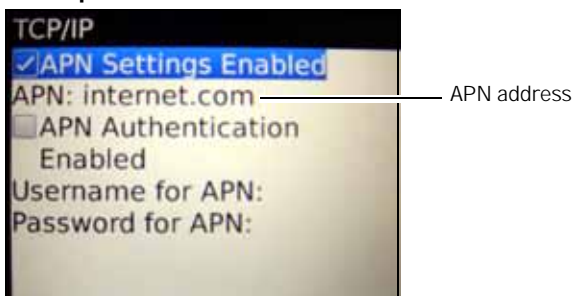 TCP/IP
APN Settings Enabled
APN: internet.com
APN address
APN Authentication
Enabled
Username for APN:
Password for APN: